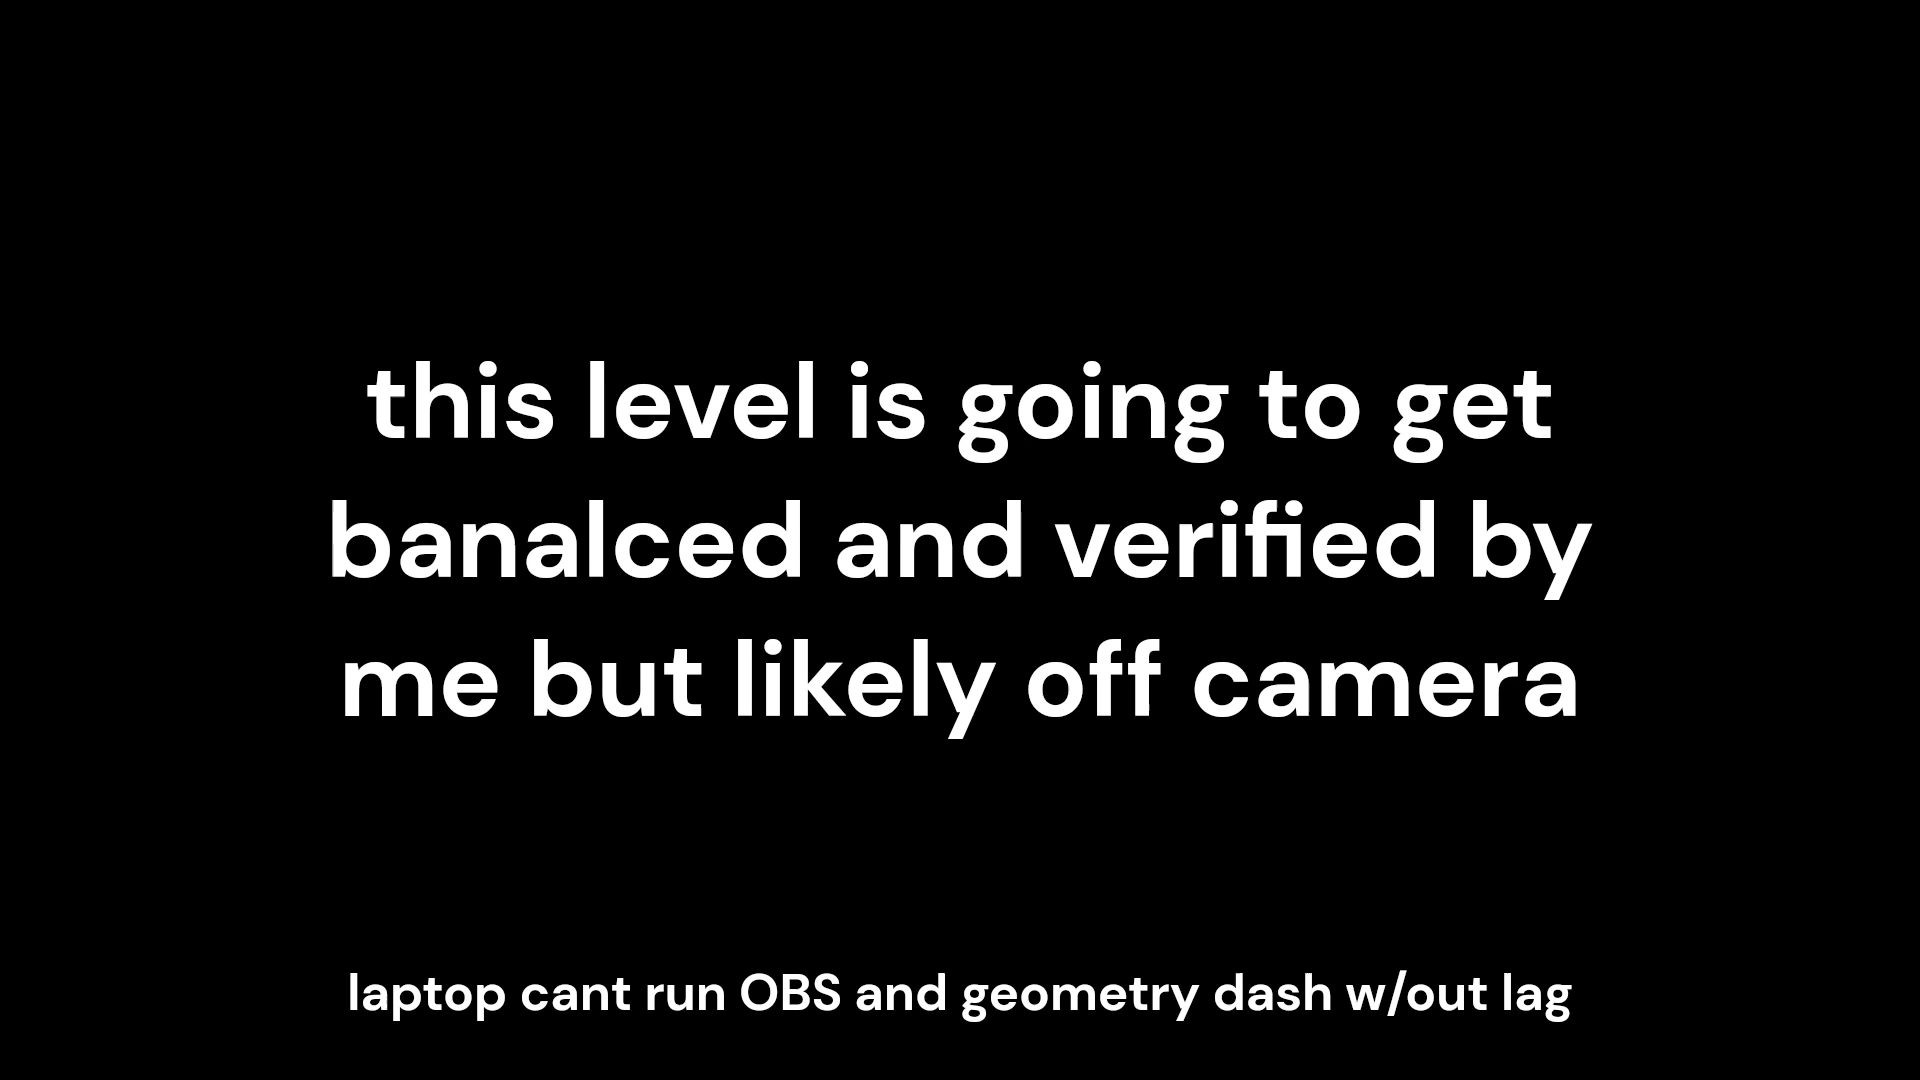 this level is going to get
banalced and verified by
me but likely off camera
laptop cant run OBS and geometry dash w/out lag